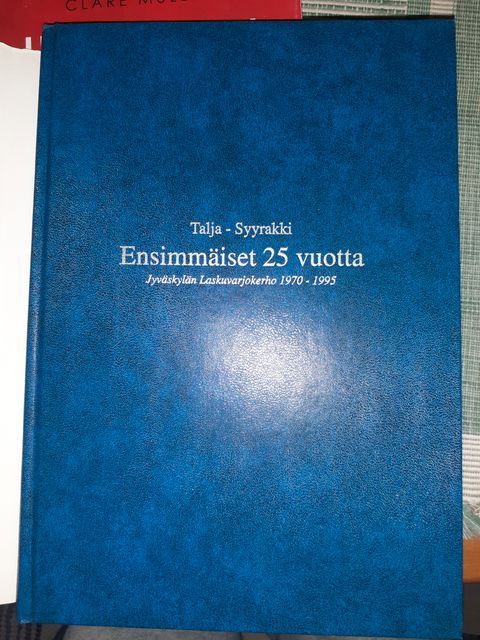 CLARE
Talja - Syyrakki
Ensimmäiset 25 vuotta
Jyväskylän Laskuvarjokerho 1970 - 1995